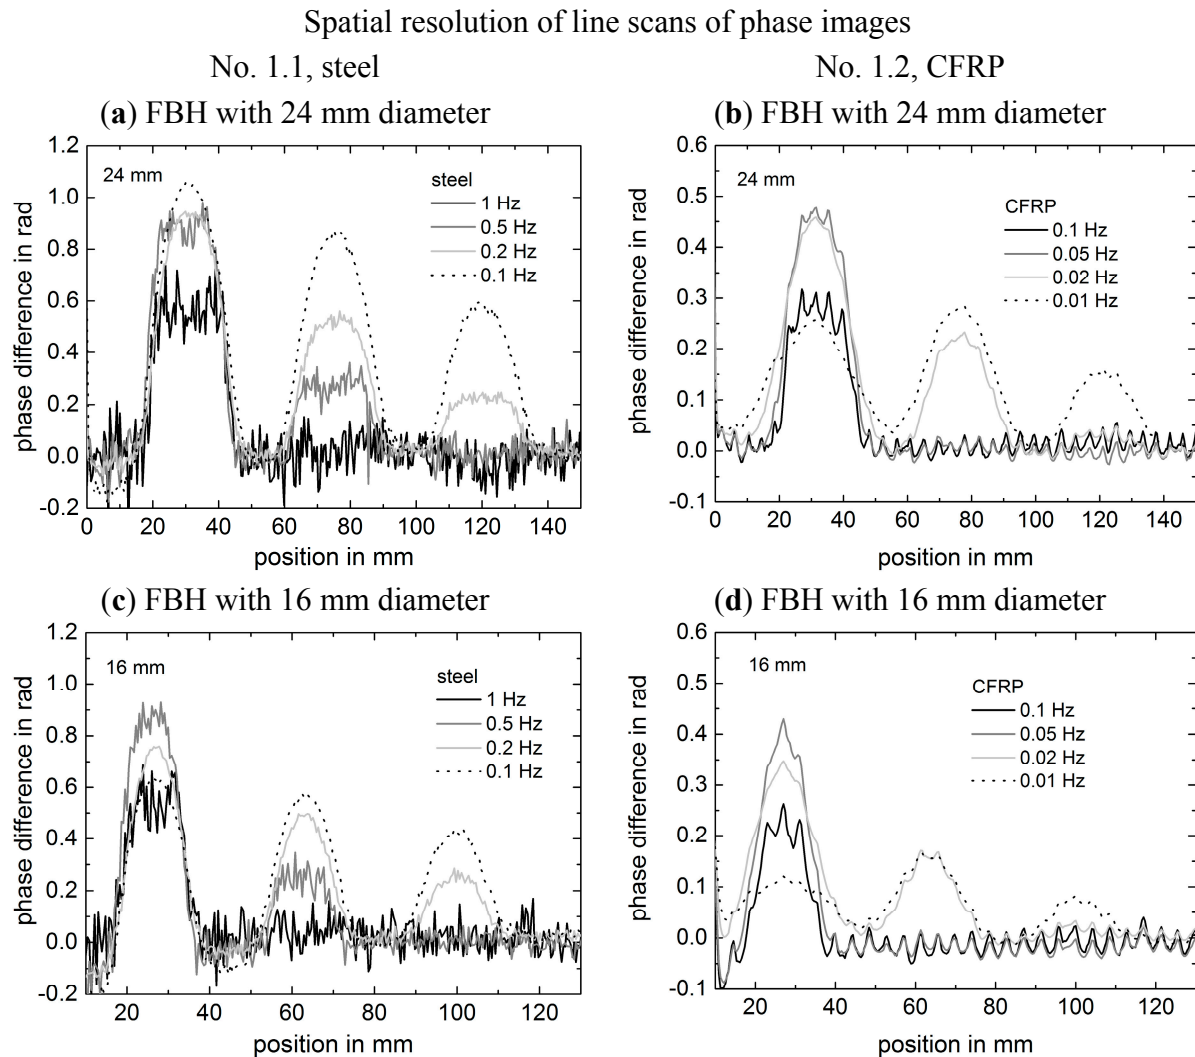 Spatial resolution of line scans of phase images
No. 1.1, steel
No. 1.2, CFRP
(a) FBH with 24 mm diameter
1.2
1.0
0.8
0.6
0.4
0.2
0.0
-0.2
phase difference in rad
24 mm
steel
1 Hz
0.5 Hz
0.2 Hz
0.1 Hz
0 20 40 60 80 100 120 140
position in mm
(b) FBH with 24 mm diameter
0.6
0.5
0.4
0.3
0.2
0.1
0.0
-0.1
phase difference in rad
24 mm
CFRP
0.1 Hz
0.05 Hz
0.02 Hz
0.01 Hz
0 20 40 60 80 100 120 140
position in mm
(c) FBH with 16 mm diameter
1.2
1.0
0.8
0.6
0.4
0.2
0.0
-0.2
phase difference in rad
16 mm
steel
1 Hz
0.5 Hz
0.2 Hz
0.1 Hz
20 40 60 80 100 120
position in mm
(d) FBH with 16 mm diameter
0.6
0.5
0.4
0.3
0.2
0.1
0.0
-0.1
phase difference in rad
16 mm
CFRP
0.1 Hz
0.05 Hz
0.02 Hz
0.01 Hz
20 40 60 80 100 120
position in mm